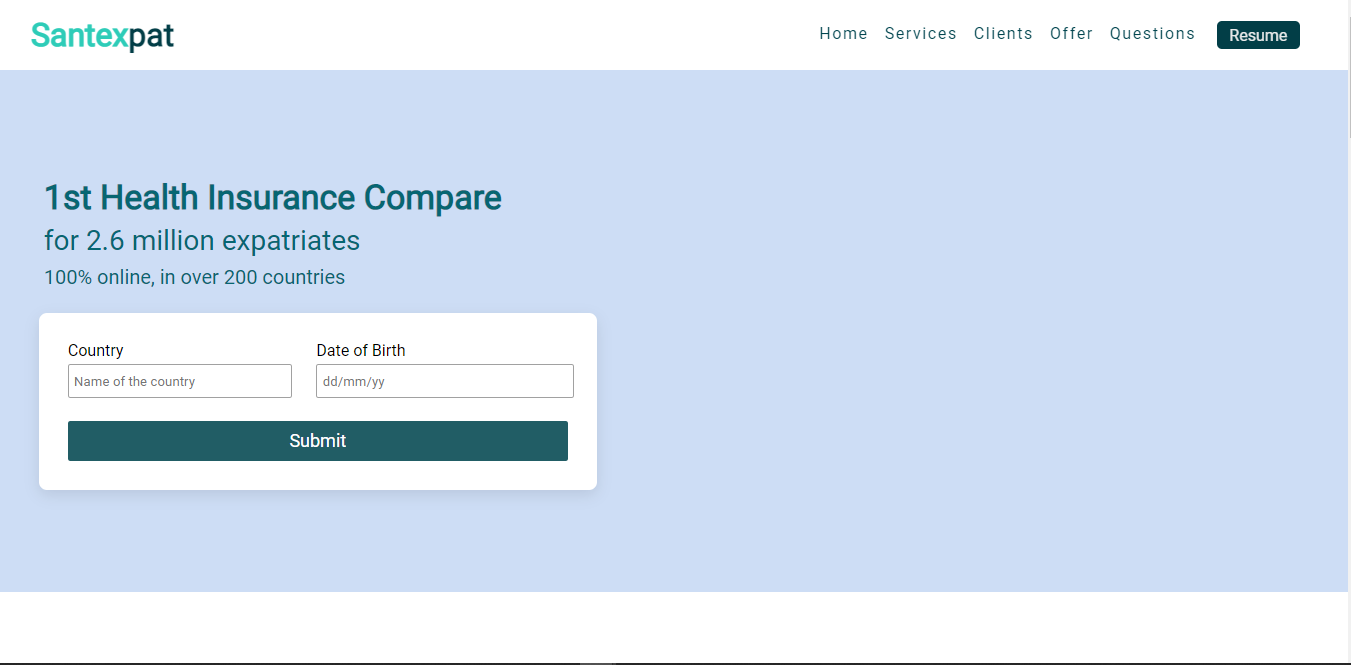 Santexpat
Home Services Clients Offer Questions Resume
1st Health Insurance Compare
for 2.6 million expatriates
100% online, in over 200 countries
Country Date of Birth
Name of the country dd/mm/yy
Submit